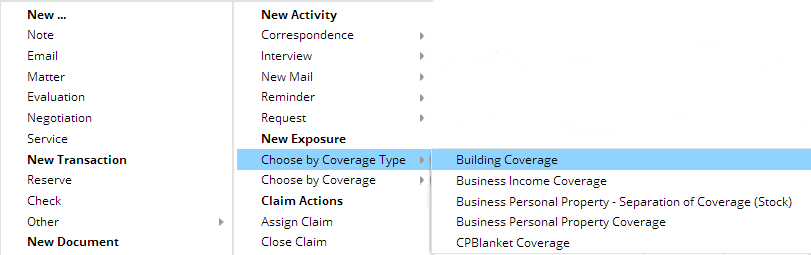 New ...
Note
Email
Matter
Evaluation
Negotiation
Service
New Transaction
Reserve
Check
Other
New Document
New Activity
Correspondence
Interview
New Mail
Reminder
Request
New Exposure
Choose by Coverage Type
Choose by Coverage
Claim Actions
Assign Claim
Close Claim
Building Coverage
Business Income Coverage
Business Personal Property - Separation of Coverage (Stock)
Business Personal Property Coverage
CPBlanket Coverage